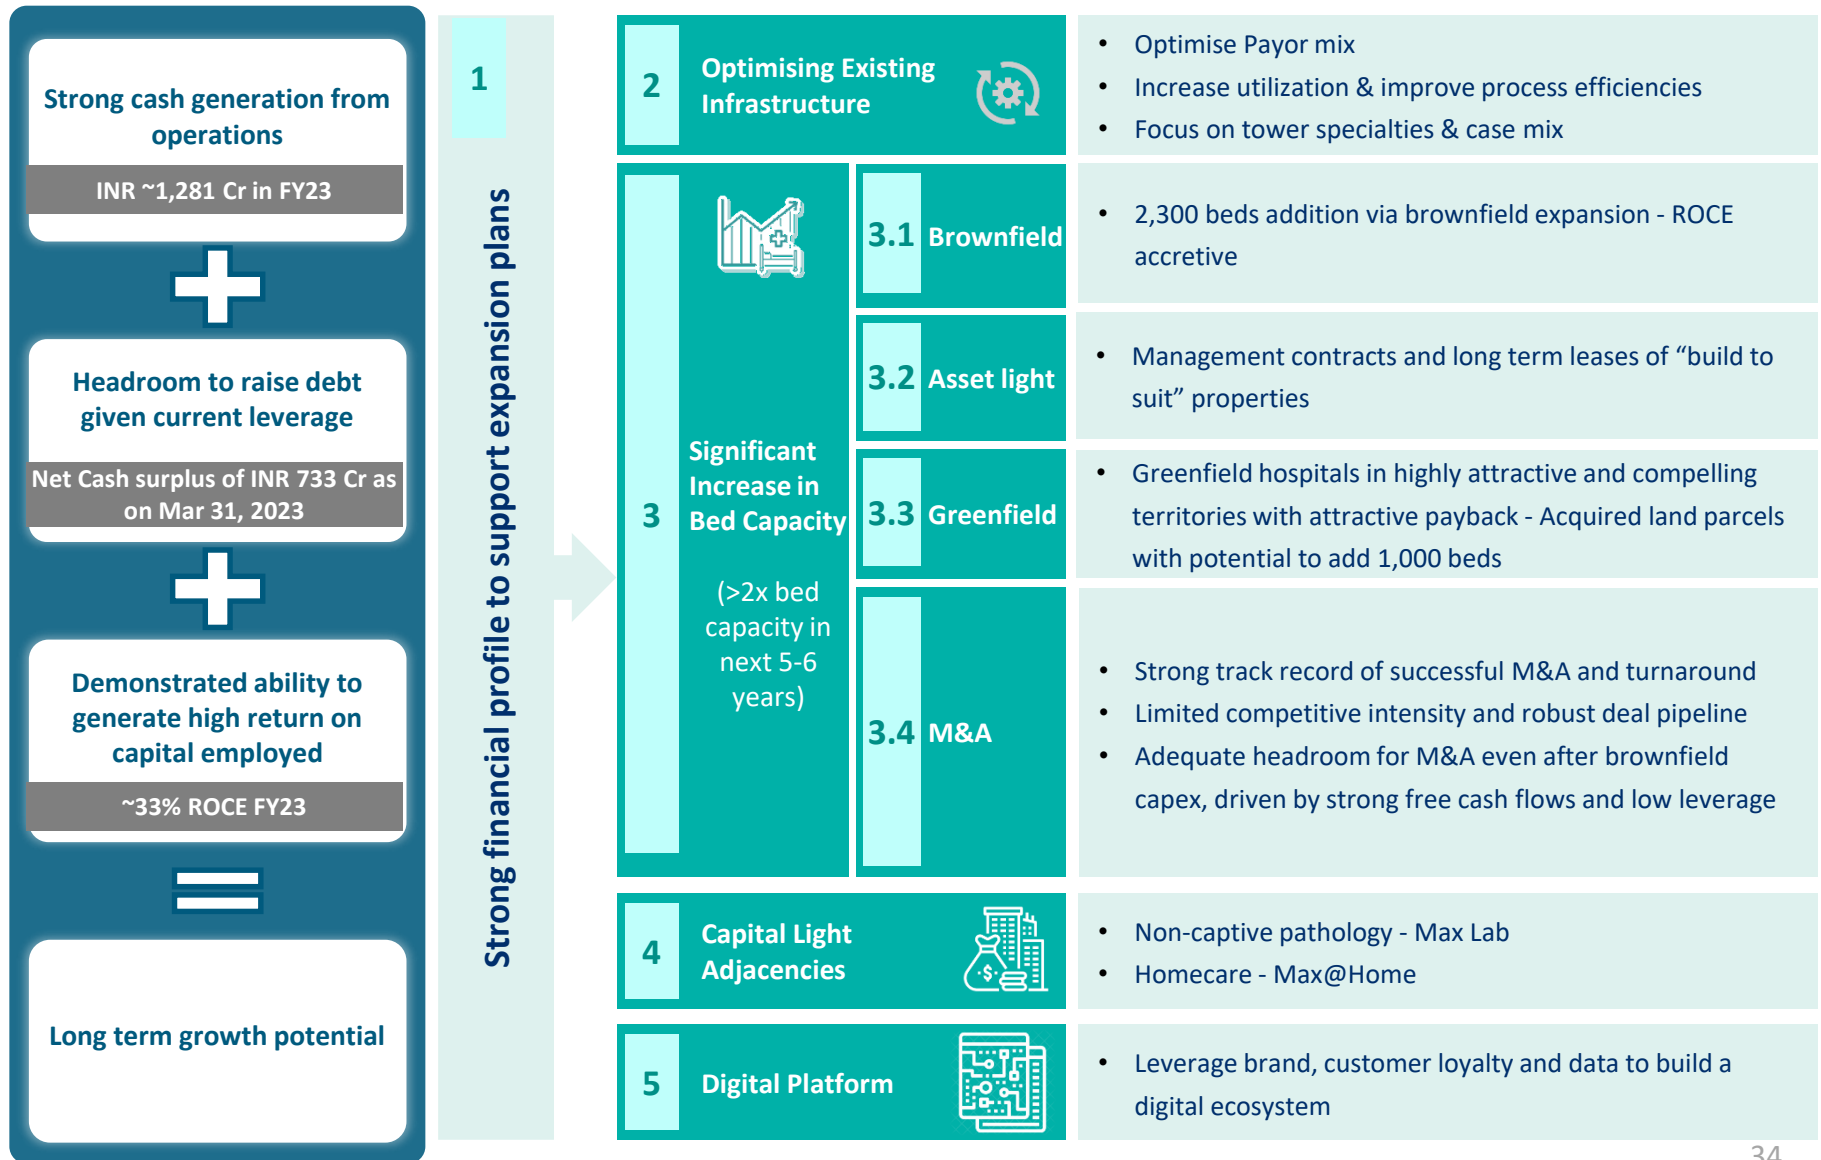 Strong cash generation from
operations
INR ~1,281 Cr in FY23
Headroom to raise debt
given current leverage
Net Cash surplus of INR 733 Cr as
on Mar 31, 2023
Demonstrated ability to
generate high return on
capital employed
~33% ROCE FY23
Long term growth potential
1
Strong financial profile to support expansion plans
2
Optimising Existing
Infrastructure
• Optimise Payor mix
• Increase utilization & improve process efficiencies
• Focus on tower specialties & case mix
3
Significant
Increase in
Bed Capacity
(>2x bed
capacity in
next 5-6
years)
3.1 Brownfield
• 2,300 beds addition via brownfield expansion - ROCE
accretive
3.2 Asset light
• Management contracts and long term leases of “build to
suit” properties
3.3 Greenfield
• Greenfield hospitals in highly attractive and compelling
territories with attractive payback - Acquired land parcels
with potential to add 1,000 beds
3.4 M&A
• Strong track record of successful M&A and turnaround
• Limited competitive intensity and robust deal pipeline
• Adequate headroom for M&A even after brownfield
capex, driven by strong free cash flows and low leverage
4
Capital Light
Adjacencies
$
• Non-captive pathology - Max Lab
• Homecare - Max@Home
5
Digital Platform
• Leverage brand, customer loyalty and data to build a
digital ecosystem
34